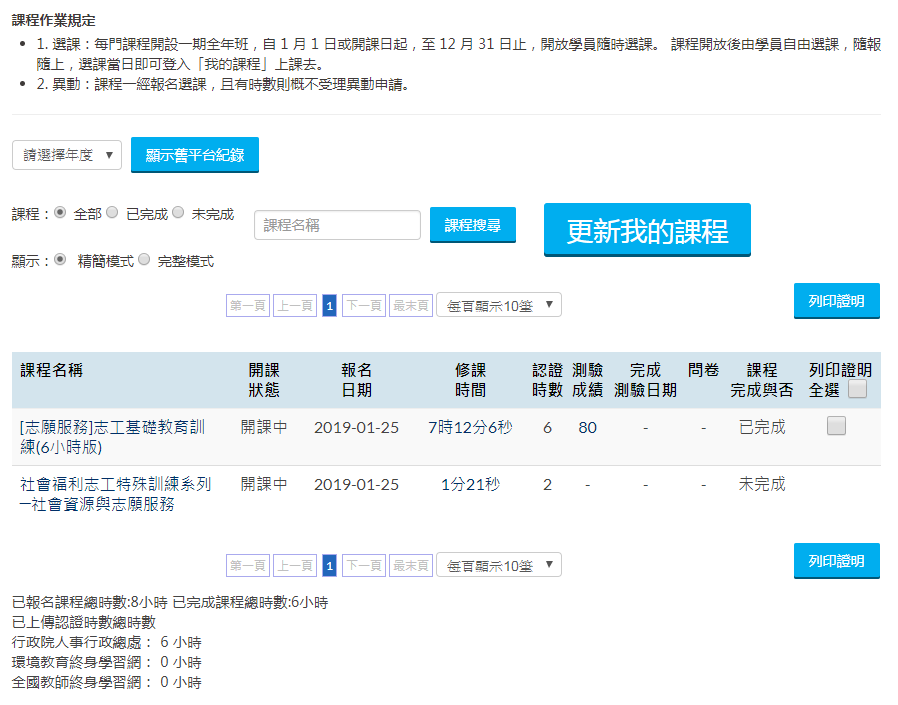 課程作業規定
1. 選課：每門課程開設一期全年班，自 1 月 1 日或開課日起，至 12 月 31 日止，開放學員隨時選課。 課程開放後由學員自由選課，隨報
隨上，選課當日即可登入「我的課程」上課去。
2. 異動：課程一經報名選課，且有時數則概不受理異動申請。
請選擇年度 顯示舊平台紀錄
課程： 全部 已完成 未完成 課程名稱 課程搜尋 更新我的課程
顯示： 精簡模式 完整模式
第一頁 上一頁 1 下一頁 最末頁 每頁顯示10筆 列印證明
課程名稱 開課 報名 修課 認證 測驗 完成 問卷 課程 列印證明
狀態 日期 時間 時數 成績 測驗日期 完成與否 全選
[志願服務]志工基礎教育訓 開課中 2019-01-25 7時12分6秒 6 80 - - 已完成
練(6小時版)
社會福利志工特殊訓練系列 開課中 2019-01-25 1分21秒 2 - - - 未完成
—社會資源與志願服務
第一頁 上一頁 1 下一頁 最末頁 每頁顯示10筆 列印證明
已報名課程總時數:8小時 已完成課程總時數:6小時
已上傳認證時數總時數
行政院人事行政總處： 6 小時
環境教育終身學習網： 0 小時
全國教師終身學習網： 0 小時